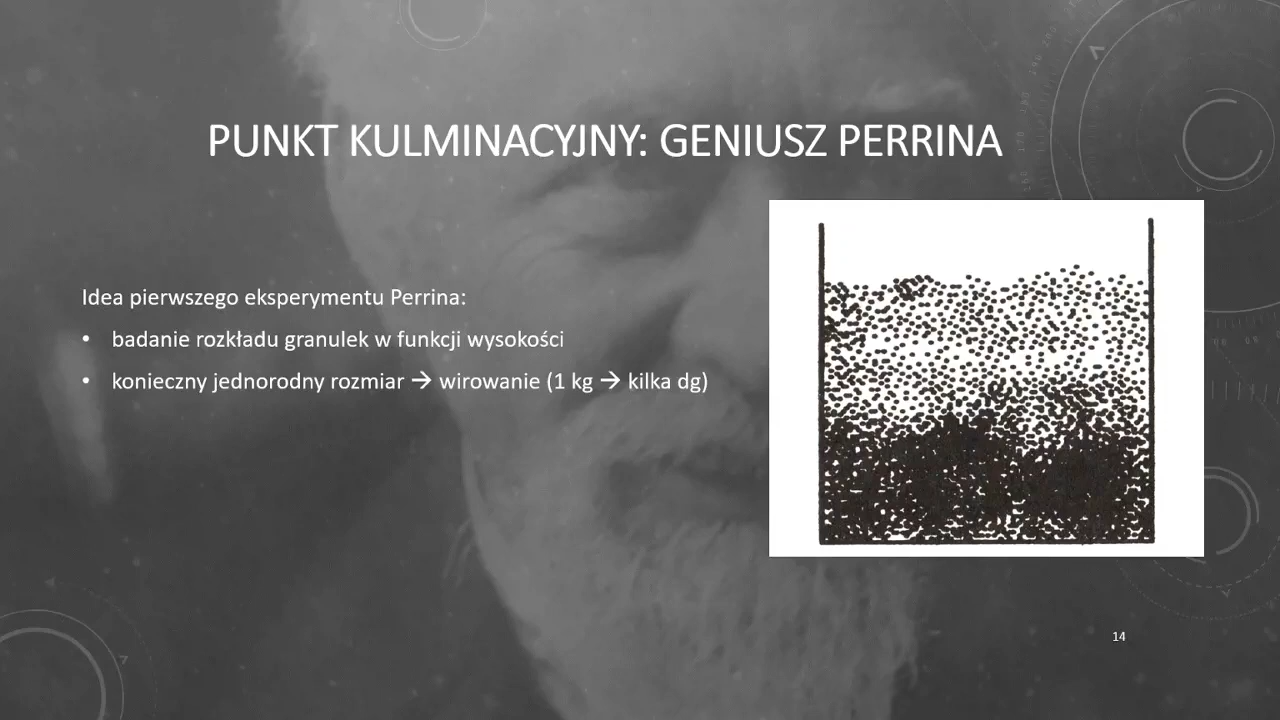 PUNKT KULMINACYJNY: GENIUSZ PERRINA
Idea pierwszego eksperymentu Perrina:
• badanie rozkładu granulek w funkcji wysokości
• konieczny jednorodny rozmiar → wirowanie (1 kg → kilka dg)
14